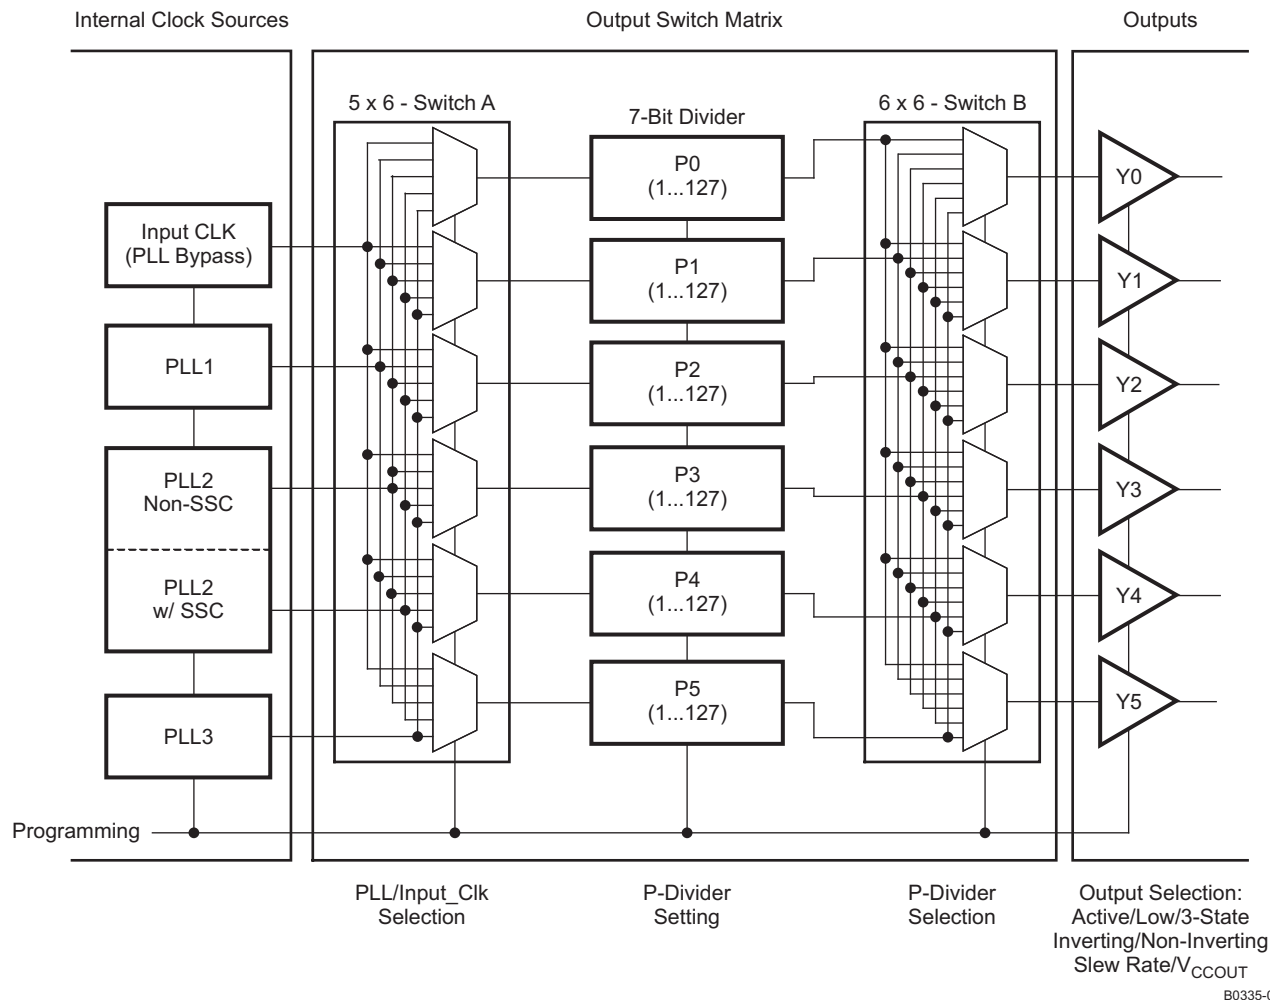 Internal Clock Sources
Output Switch Matrix
Outputs
5 x 6 - Switch A
7-Bit Divider
6 x 6 - Switch B
Input CLK
(PLL Bypass)
PLL1
PLL2
Non-SSC
PLL2
w/ SSC
PLL3
P0
(1...127)
P1
(1...127)
P2
(1...127)
P3
(1...127)
P4
(1...127)
P5
(1...127)
Y0
Y1
Y2
Y3
Y4
Y5
Programming
PLL/Input_Clk
Selection
P-Divider
Setting
P-Divider
Selection
Output Selection:
Active/Low/3-State
Inverting/Non-Inverting
Slew Rate/VCCOUT